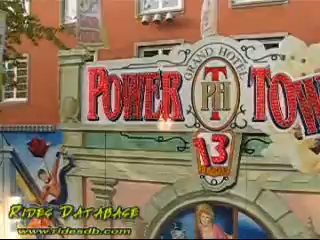 GRAND HOTEL
POWER TOW
PH
13
Rides Database
www.ridesdb.com